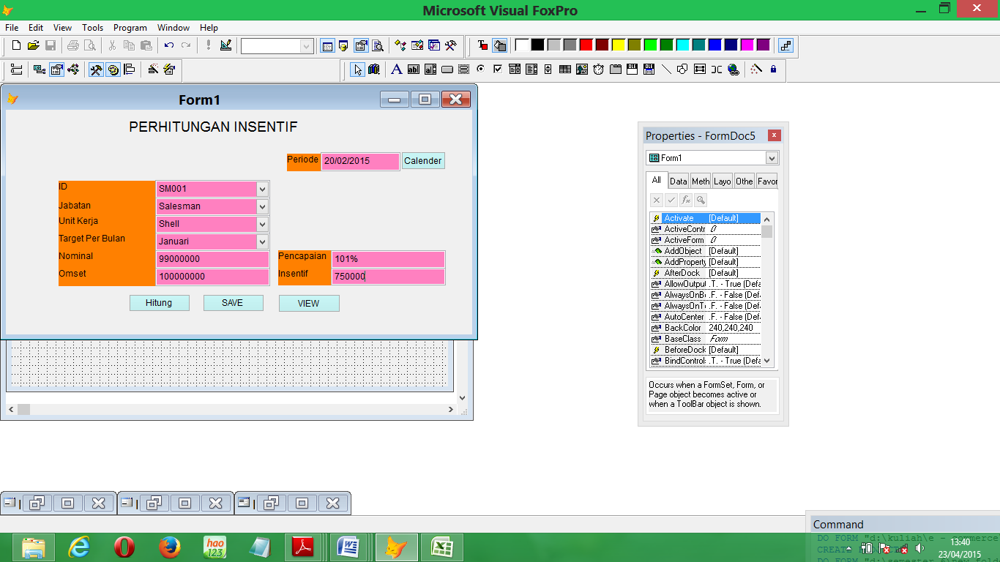 Microsoft Visual FoxPro
File Edit View Tools Program Window Help
Form1
PERHITUNGAN INSENTIF
Periode 20/02/2015 Calender
ID SM001
Jabatan Salesman
Unit Kerja Shell
Target Per Bulan Januari
Nominal 99000000 Pencapaian 101%
Omset 100000000 Insentif 750000
Hitung SAVE VIEW
Properties - FormDoc5
Form1
All Data Meth Layo Othe Favor
Activate [Default]
ActiveContr
ActiveForm
AddObject [Default]
AddProperty [Default]
AfterDock [Default]
AllowOutput .T. - True (Defa
AlwaysOnB .F. - False (Def
AlwaysOnT .F. - False (Def
AutoCenter .F. - False (Def
BackColor 240,240,240
BaseClass Form
BeforeDock [Default]
BindControl .T. - True (Defa
Occurs when a FormSet, Form, or
Page object becomes active or
when a ToolBar object is shown.
Command
DO FORM "d:\kuliah\e - commerce
CREATE
DO FORM "d:\semester 6\new fold
hao
123
13:40
23/04/2015